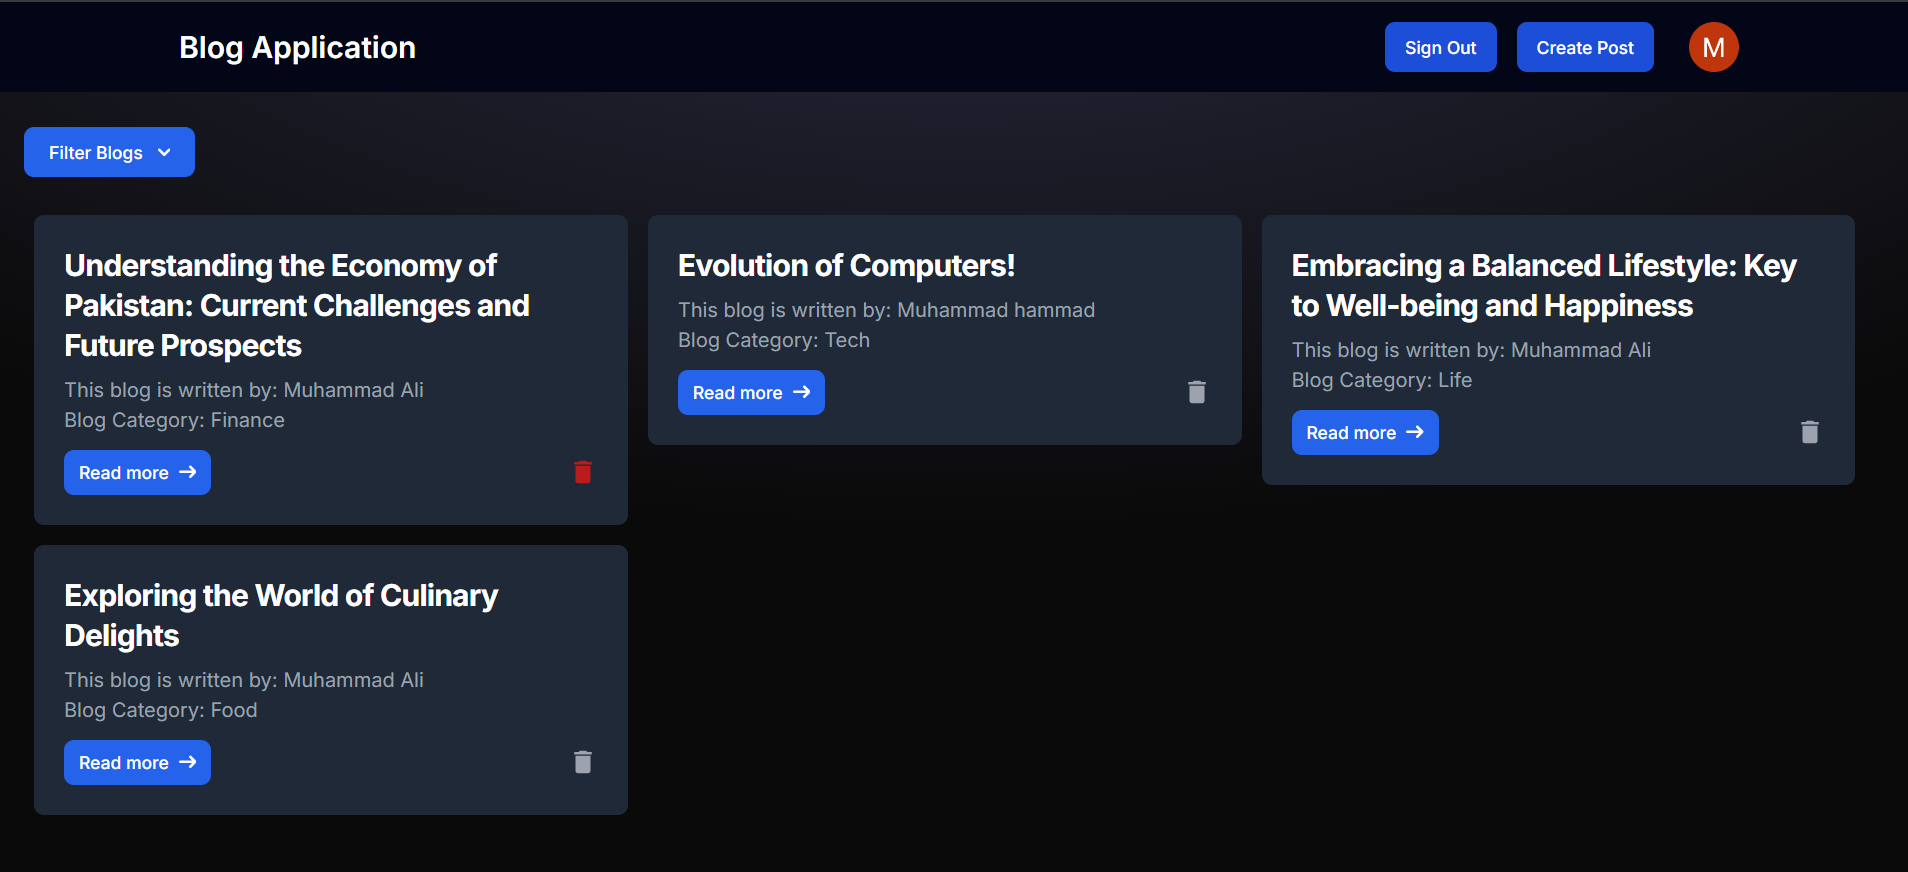 Blog Application
Sign Out
Create Post
M
Filter Blogs
Understanding the Economy of
Pakistan: Current Challenges and
Future Prospects
This blog is written by: Muhammad Ali
Blog Category: Finance
Read more
Evolution of Computers!
This blog is written by: Muhammad hammad
Blog Category: Tech
Read more
Embracing a Balanced Lifestyle: Key
to Well-being and Happiness
This blog is written by: Muhammad Ali
Blog Category: Life
Read more
Exploring the World of Culinary
Delights
This blog is written by: Muhammad Ali
Blog Category: Food
Read more